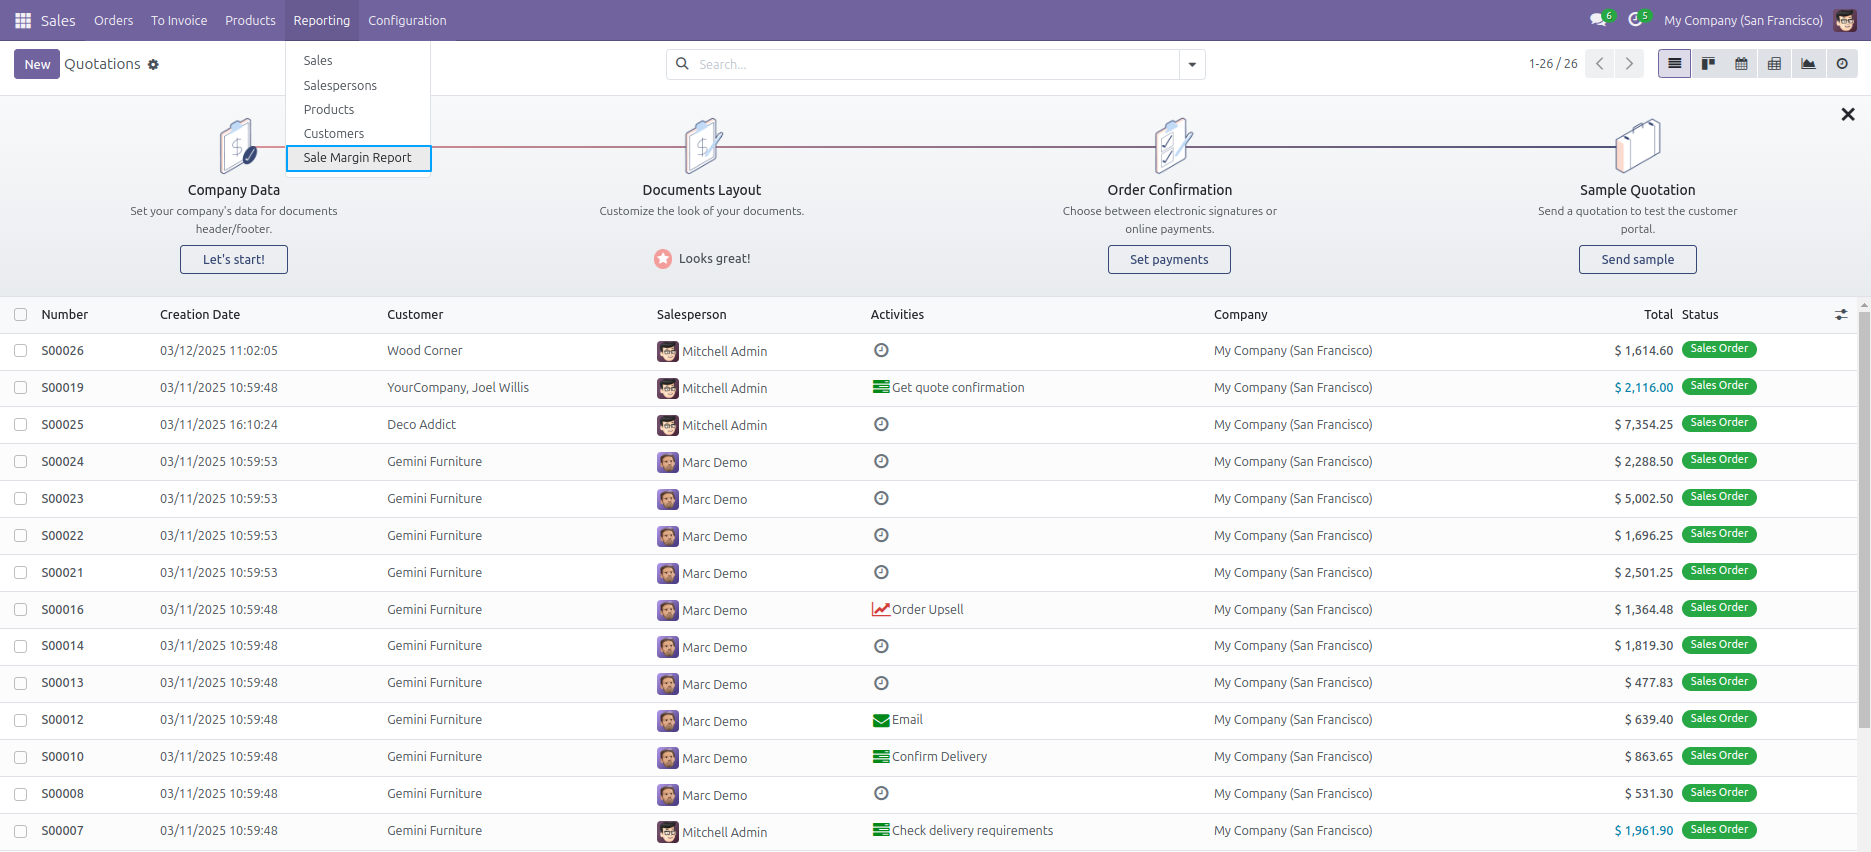 Sales Orders To Invoice Products Reporting Configuration 6 5 My Company (San Francisco)
New Quotations Search... 1-26 / 26
Sales
Salespersons
Products
Customers
Sale Margin Report
Company Data Documents Layout Order Confirmation Sample Quotation
Set your company's data for documents Customize the look of your documents. Choose between electronic signatures or Send a quotation to test the customer
header/footer. online payments. portal.
Let's start! Looks great! Set payments Send sample
Number Creation Date Customer Salesperson Activities Company Total Status
S00026 03/12/2025 11:02:05 Wood Corner Mitchell Admin My Company (San Francisco) $ 1,614.60 Sales Order
S00019 03/11/2025 10:59:48 YourCompany, Joel Willis Mitchell Admin Get quote confirmation My Company (San Francisco) $ 2,116.00 Sales Order
S00025 03/11/2025 16:10:24 Deco Addict Mitchell Admin My Company (San Francisco) $ 7,354.25 Sales Order
S00024 03/11/2025 10:59:53 Gemini Furniture Marc Demo My Company (San Francisco) $ 2,288.50 Sales Order
S00023 03/11/2025 10:59:53 Gemini Furniture Marc Demo My Company (San Francisco) $ 5,002.50 Sales Order
S00022 03/11/2025 10:59:53 Gemini Furniture Marc Demo My Company (San Francisco) $ 1,696.25 Sales Order
S00021 03/11/2025 10:59:53 Gemini Furniture Marc Demo My Company (San Francisco) $ 2,501.25 Sales Order
S00016 03/11/2025 10:59:48 Gemini Furniture Marc Demo Order Upsell My Company (San Francisco) $ 1,364.48 Sales Order
S00014 03/11/2025 10:59:48 Gemini Furniture Marc Demo My Company (San Francisco) $ 1,819.30 Sales Order
S00013 03/11/2025 10:59:48 Gemini Furniture Marc Demo My Company (San Francisco) $ 477.83 Sales Order
S00012 03/11/2025 10:59:48 Gemini Furniture Marc Demo Email My Company (San Francisco) $ 639.40 Sales Order
S00010 03/11/2025 10:59:48 Gemini Furniture Marc Demo Confirm Delivery My Company (San Francisco) $ 863.65 Sales Order
S00008 03/11/2025 10:59:48 Gemini Furniture Marc Demo My Company (San Francisco) $ 531.30 Sales Order
S00007 03/11/2025 10:59:48 Gemini Furniture Mitchell Admin Check delivery requirements My Company (San Francisco) $ 1,961.90 Sales Order